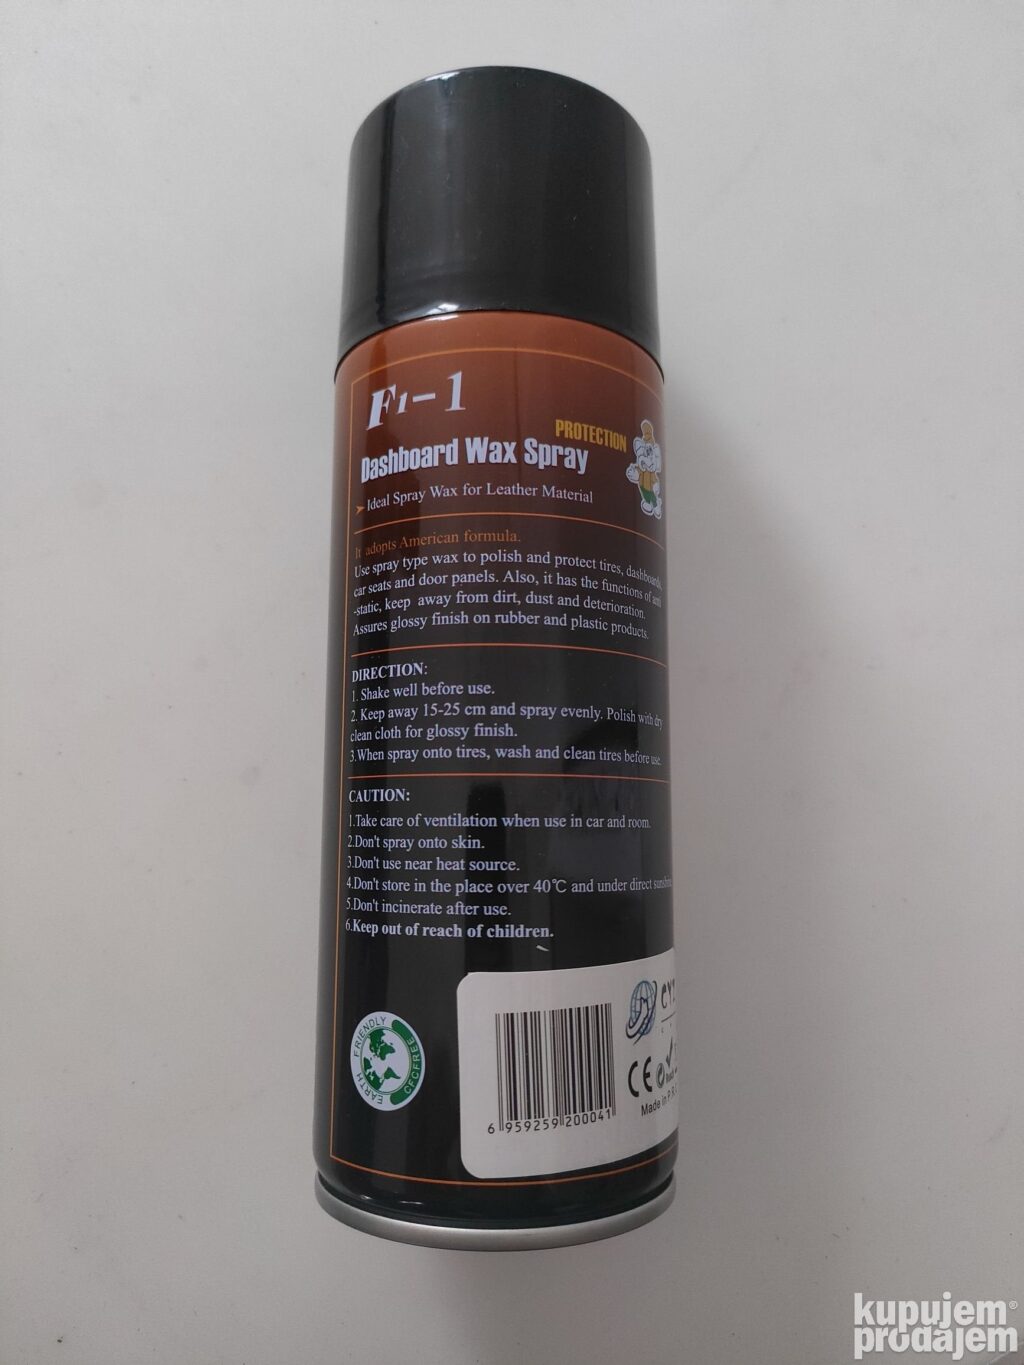 F1-1
PROTECTION
Dashboard Wax Spray
Ideal Spray Wax for Leather Material
It adopts American formula.
Use spray type wax to polish and protect tires, dashboards,
car seats and door panels. Also, it has the functions of anti
-static, keep away from dirt, dust and deterioration.
Assures glossy finish on rubber and plastic products.
DIRECTION:
1. Shake well before use.
2. Keep away 15-25 cm and spray evenly. Polish with dry
clean cloth for glossy finish.
3.When spray onto tires, wash and clean tires before use.
CAUTION:
1.Take care of ventilation when use in car and room.
2.Don't spray onto skin.
3.Don't use near heat source.
4.Don't store in the place over 40℃ and under direct
5.Don't incinerate after use.
6.Keep out of reach of children.
EARTH FRIENDLY
CFCFREE
CE
Made in P.R.
6 959259 200041
kupujem®
prodajem